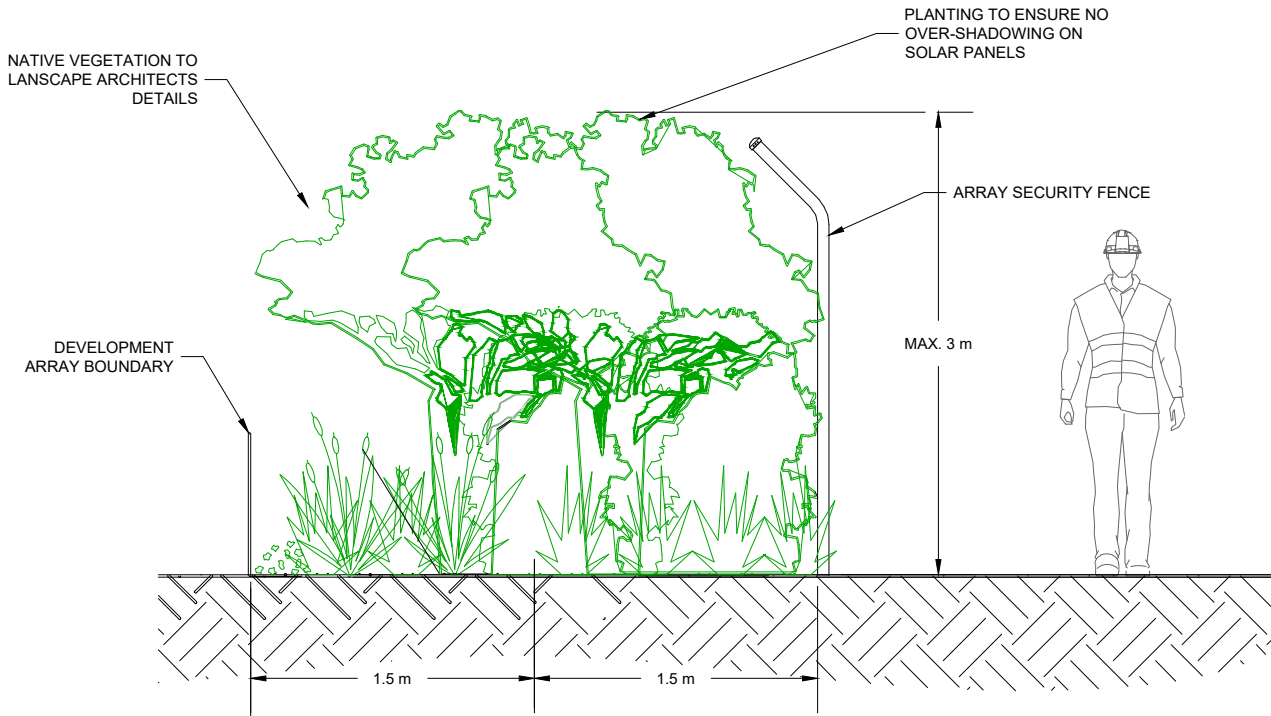 PLANTING TO ENSURE NO
OVER-SHADOWING ON
SOLAR PANELS
NATIVE VEGETATION TO
LANSCAPE ARCHITECTS
DETAILS
ARRAY SECURITY FENCE
DEVELOPMENT
ARRAY BOUNDARY
MAX. 3 m
1.5 m
1.5 m